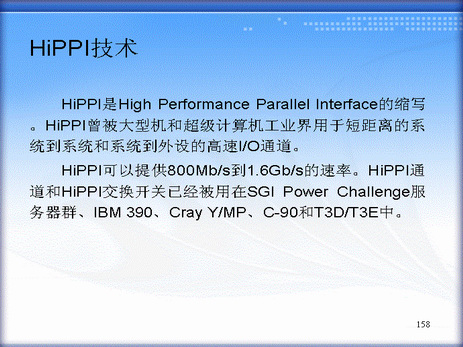 HiPPI技术
HiPPI是High Performance Parallel Interface的缩写
。HiPPI曾被大型机和超级计算机工业界用于短距离的系
统到系统和系统到外设的高速I/O通道。
HiPPI可以提供800Mb/s到1.6Gb/s的速率。HiPPI通
道和HiPPI交换开关已经被用在SGI Power Challenge服
务器群、IBM 390、Cray Y/MP、C-90和T3D/T3E中。
158